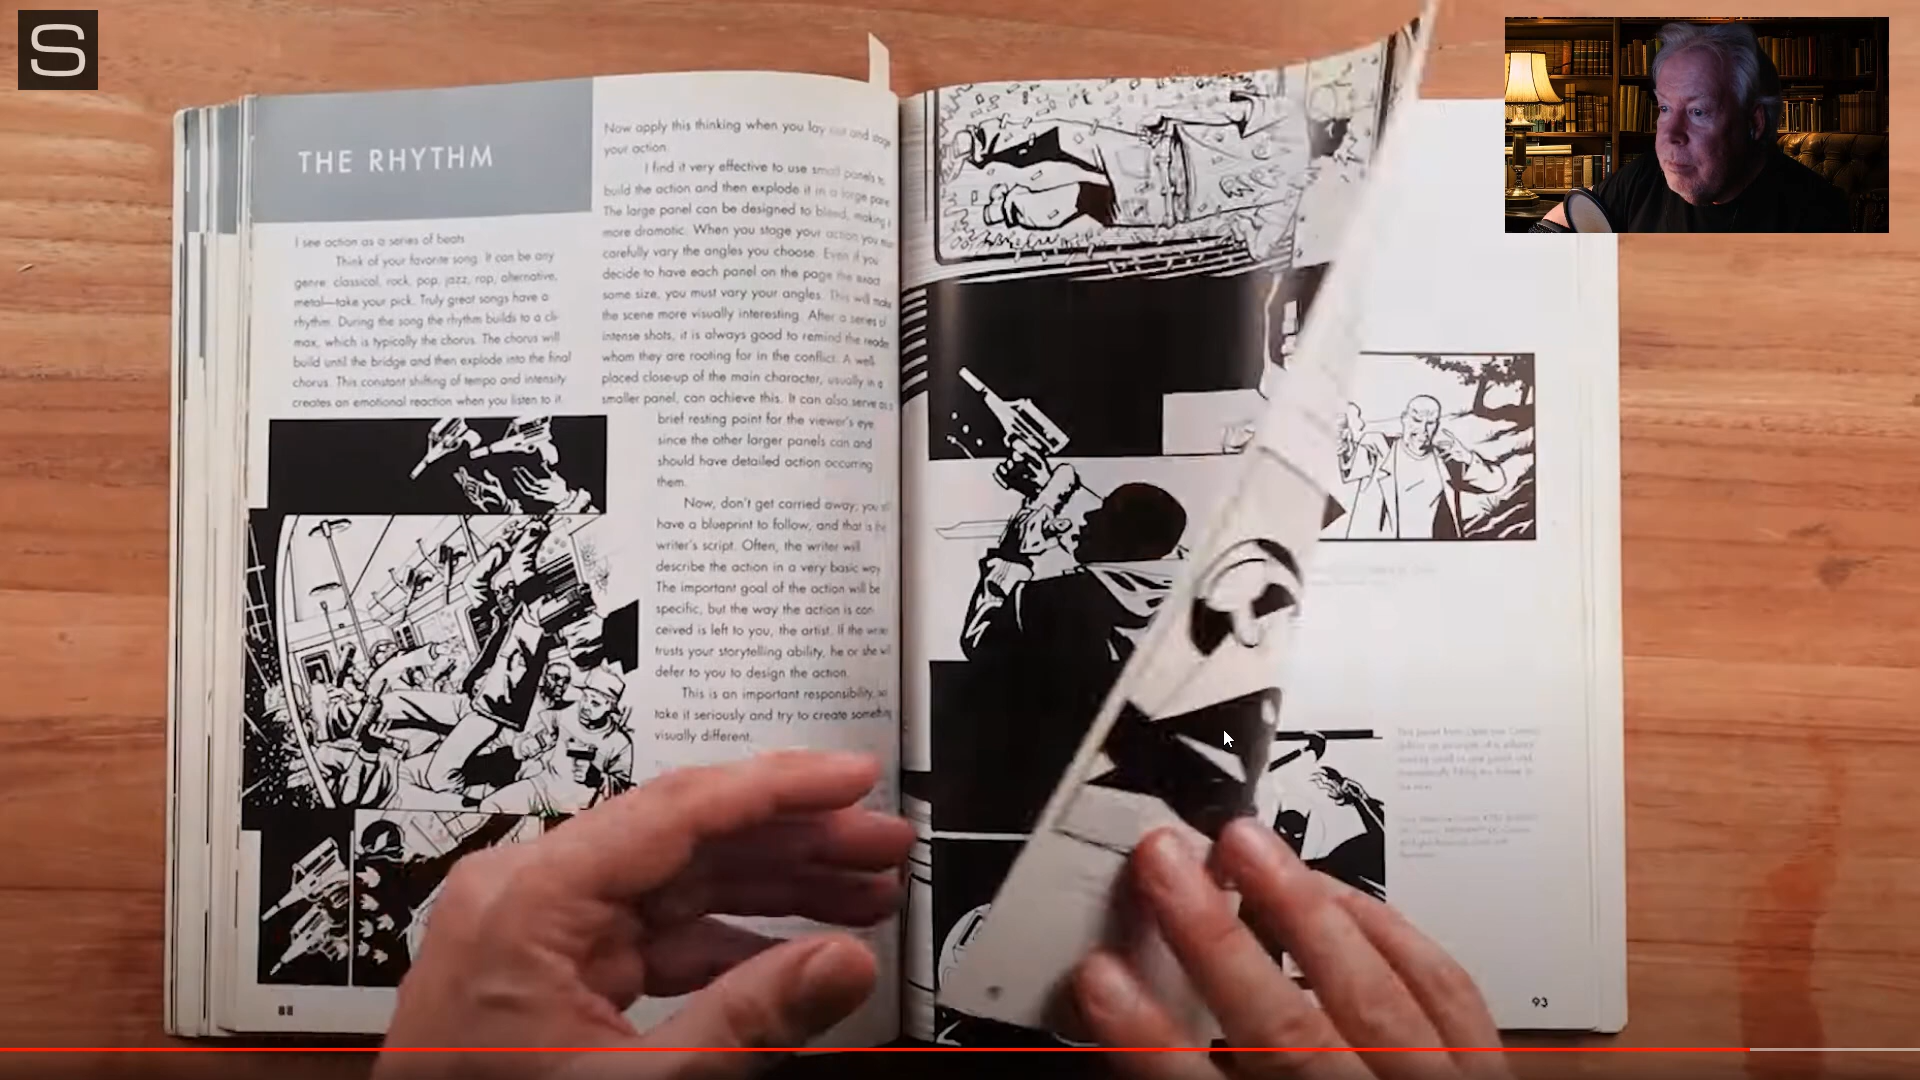 S
THE RHYTHM
I see action as a series of beats
Think of your favorite song. It can be any
genre: classical, rock, pop, jazz, rap, alternative,
metal—take your pick. Truly great songs have a
rhythm. During the song the rhythm builds to a cli-
max, which is typically the chorus. The chorus will
build until the bridge and then explode into the final
chorus. This constant shifting of tempo and intensity
creates an emotional reaction when you listen to it.
Now apply this thinking when you lay out and stage
your action.
I find it very effective to use small panels to
build the action and then explode it in a large pane
The large panel can be designed to bleed, making
more dramatic. When you stage your action you
carefully vary the angles you choose. Even if you
decide to have each panel on the page the exact
same size, you must vary your angles. This will make
the scene more visually interesting. After a series of
intense shots, it is always good to remind the reade
whom they are rooting for in the conflict. A well-
placed close-up of the main character, usually in a
smaller panel, can achieve this. It can also serve as a
brief resting point for the viewer's eye
since the other larger panels can and
should have detailed action occurring
them.
Now, don't get carried away; you
have a blueprint to follow, and that is the
writer's script. Often, the writer will
describe the action in a very basic way
The important goal of the action will be
specific, but the way the action is con
ceived is left to you, the artist. If the
trusts your storytelling ability, he or she will
defer to you to design the action.
This is an important responsibility, so
take it seriously and try to create something
visually different.
88
93